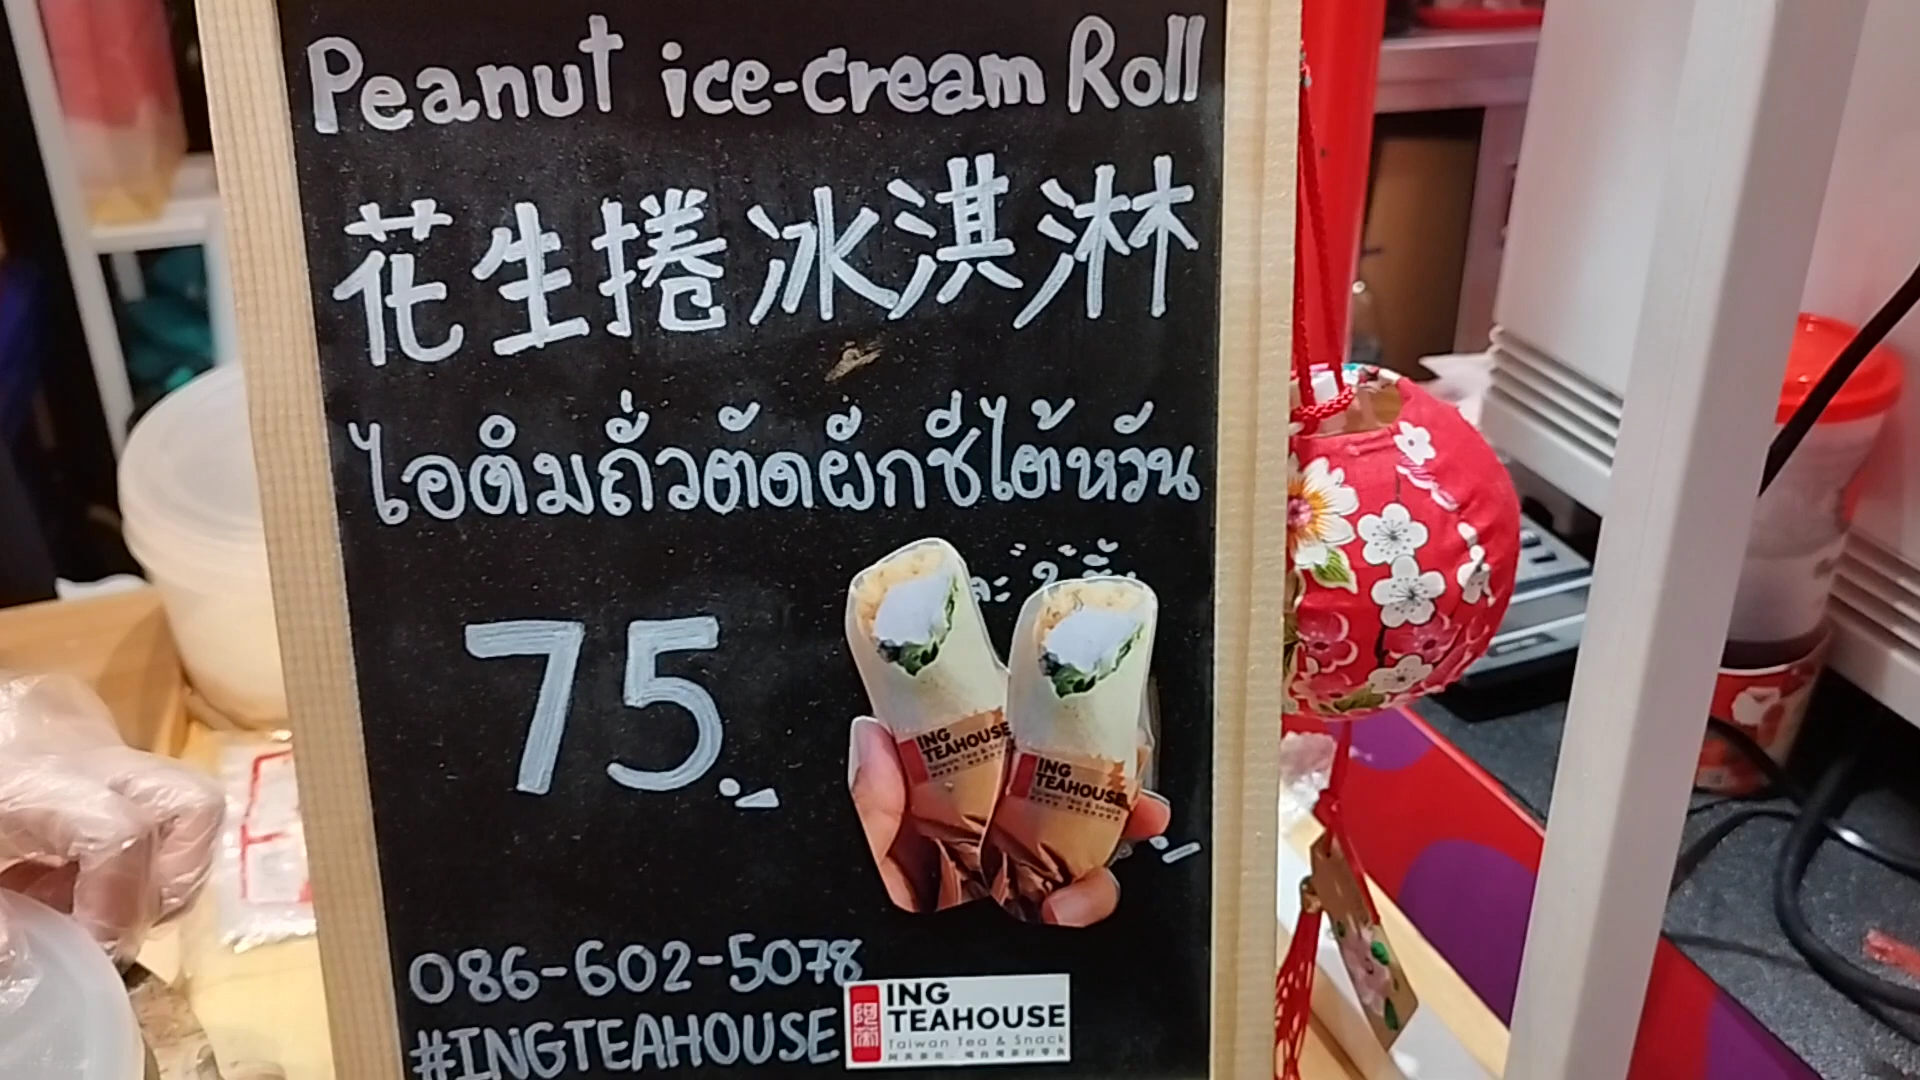 Peanut ice-cream Roll
花生捲冰淇淋
ไอติมถั่วตัดผักชีไต้หวัน
75.-
ING
TEAHOUSE
ING
TEAHOUSE
086-602-5078
#INGTEAHOUSE
ING
TEAHOUSE
Taiwan Tea & Snack